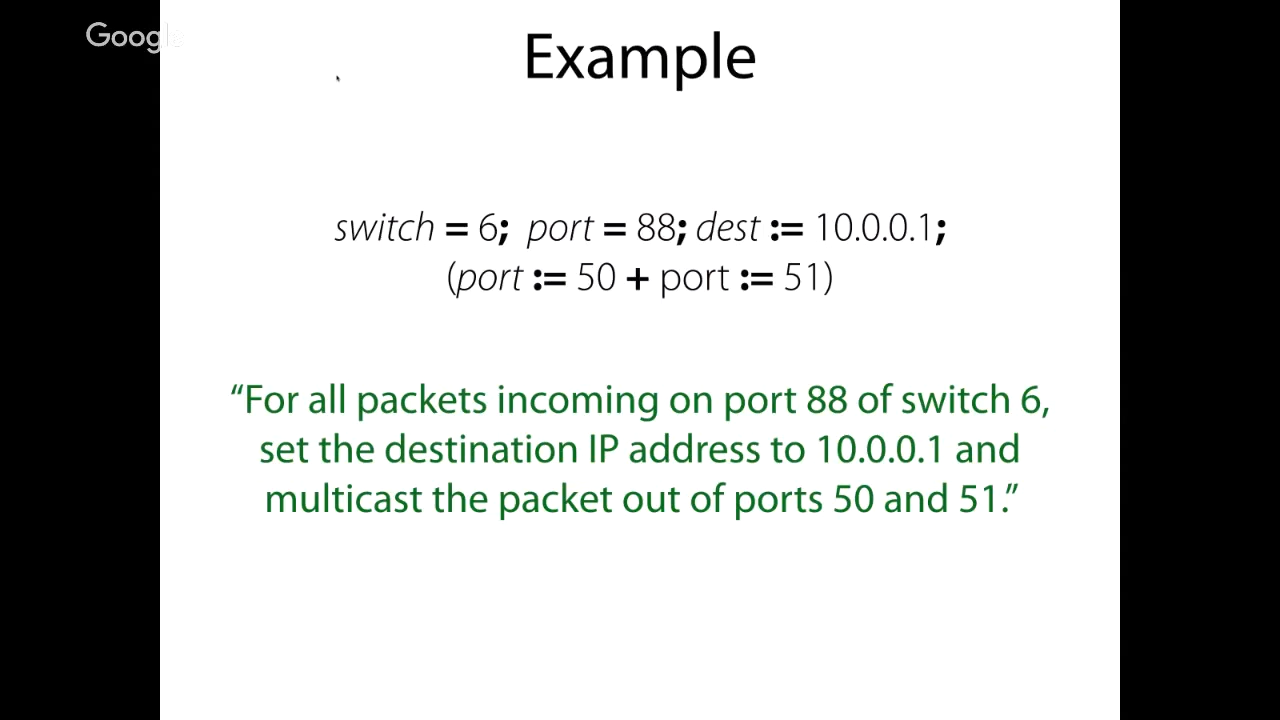 Google
Example
switch = 6; port = 88; dest := 10.0.0.1;
(port := 50 + port := 51)
“For all packets incoming on port 88 of switch 6,
set the destination IP address to 10.0.0.1 and
multicast the packet out of ports 50 and 51.”